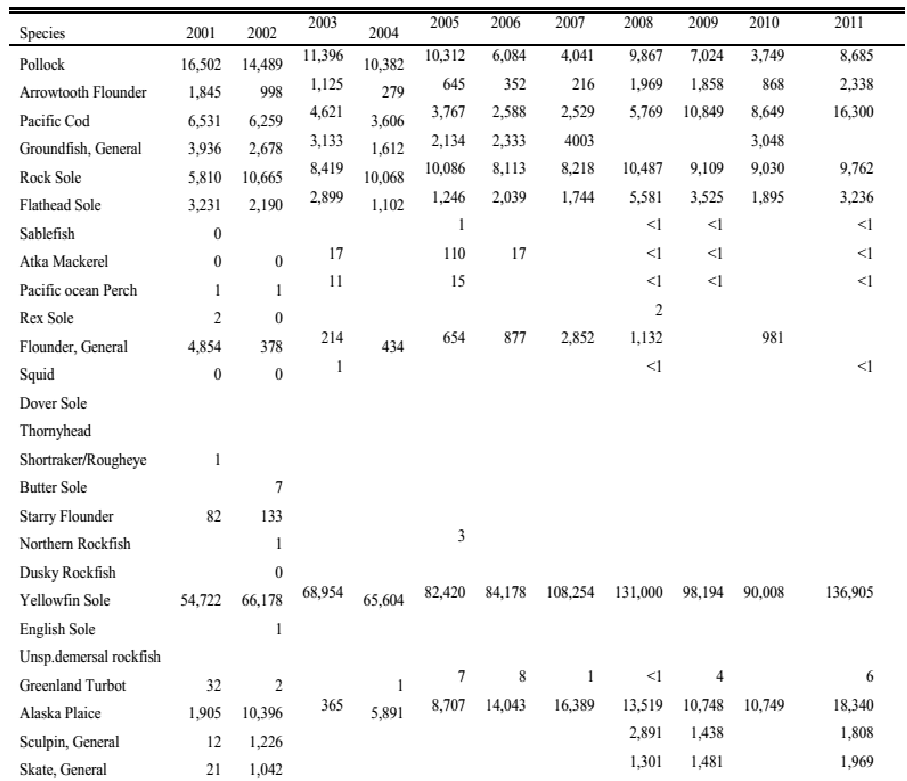 Species 2001 2002 2003 2004 2005 2006 2007 2008 2009 2010 2011
Pollock 16,502 14,489 11,396 10,382 10,312 6,084 4,041 9,867 7,024 3,749 8,685
Arrowtooth Flounder 1,845 998 1,125 279 645 352 216 1,969 1,858 868 2,338
Pacific Cod 6,531 6,259 4,621 3,606 3,767 2,588 2,529 5,769 10,849 8,649 16,300
Groundfish, General 3,936 2,678 3,133 1,612 2,134 2,333 4003 3,048
Rock Sole 5,810 10,665 8,419 10,068 10,086 8,113 8,218 10,487 9,109 9,030 9,762
Flathead Sole 3,231 2,190 2,899 1,102 1,246 2,039 1,744 5,581 3,525 1,895 3,236
Sablefish 0 1 <1 <1 <1
Atka Mackerel 0 0 17 110 17 <1 <1 <1
Pacific ocean Perch 1 1 11 15 <1 <1 <1
Rex Sole 2 0 2
Flounder, General 4,854 378 214 434 654 877 2,852 1,132 981
Squid 0 0 1 <1 <1
Dover Sole
Thornyhead
Shortraker/Rougheye 1
Butter Sole 7
Starry Flounder 82 133
Northern Rockfish 1 3
Dusky Rockfish 0
Yellowfin Sole 54,722 66,178 68,954 65,604 82,420 84,178 108,254 131,000 98,194 90,008 136,905
English Sole 1
Unsp.demersal rockfish
Greenland Turbot 32 2 1 7 8 1 <1 4 6
Alaska Plaice 1,905 10,396 365 5,891 8,707 14,043 16,389 13,519 10,748 10,749 18,340
Sculpin, General 12 1,226 2,891 1,438 1,808
Skate, General 21 1,042 1,301 1,481 1,969